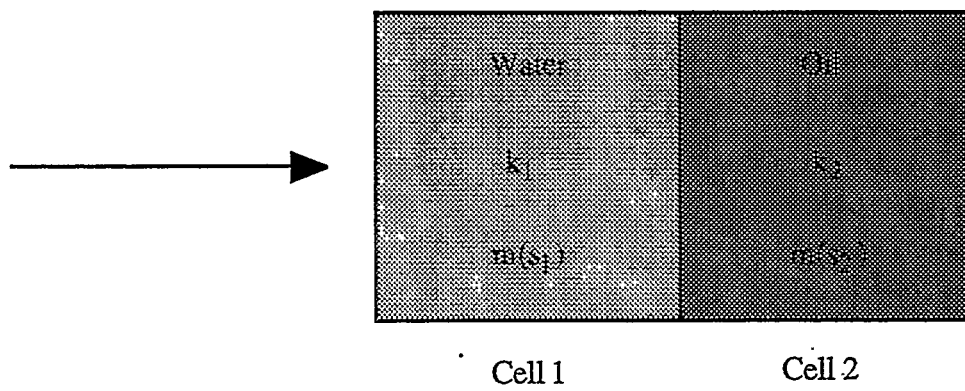 Water Oil
k₁ k₂
m(s₁) m(s₂)
Cell 1 Cell 2